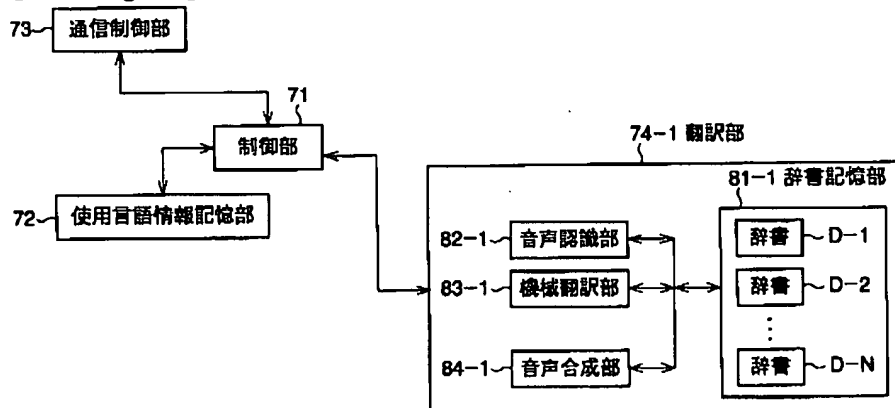 73 通信制御部
71
制御部
72 使用言語情報記憶部
74-1 翻訳部
81-1 辞書記憶部
82-1 音声認識部
83-1 機械翻訳部
84-1 音声合成部
辞書 D-1
辞書 D-2
⋮
辞書 D-N